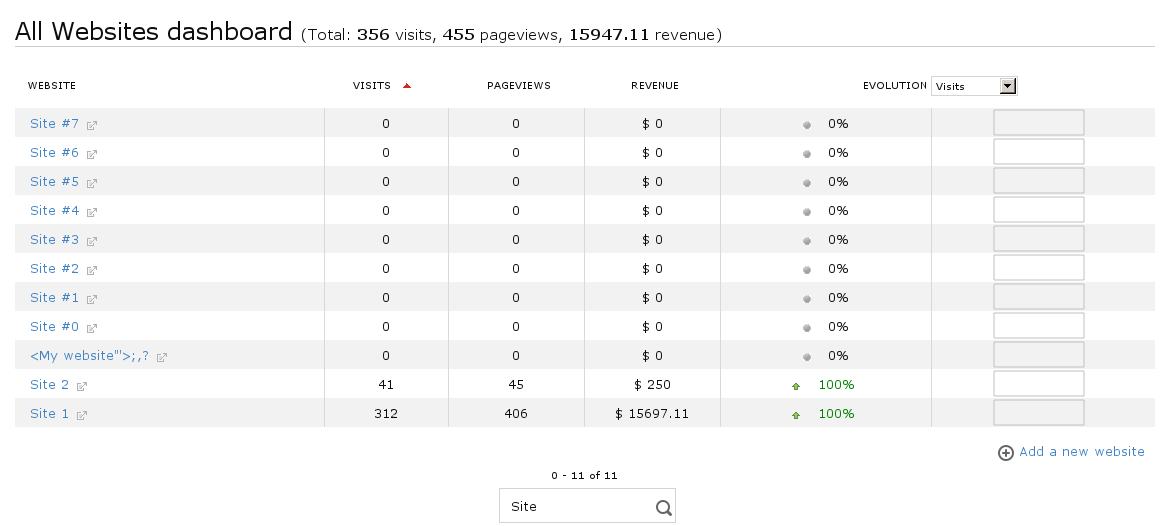 All Websites dashboard (Total: 356 visits, 455 pageviews, 15947.11 revenue)
WEBSITE VISITS PAGEVIEWS REVENUE EVOLUTION Visits
Site #7 0 0 $ 0 0%
Site #6 0 0 $ 0 0%
Site #5 0 0 $ 0 0%
Site #4 0 0 $ 0 0%
Site #3 0 0 $ 0 0%
Site #2 0 0 $ 0 0%
Site #1 0 0 $ 0 0%
Site #0 0 0 $ 0 0%
<My website"'>;,? 0 0 $ 0 0%
Site 2 41 45 $ 250 100%
Site 1 312 406 $ 15697.11 100%
Add a new website
0 - 11 of 11
Site